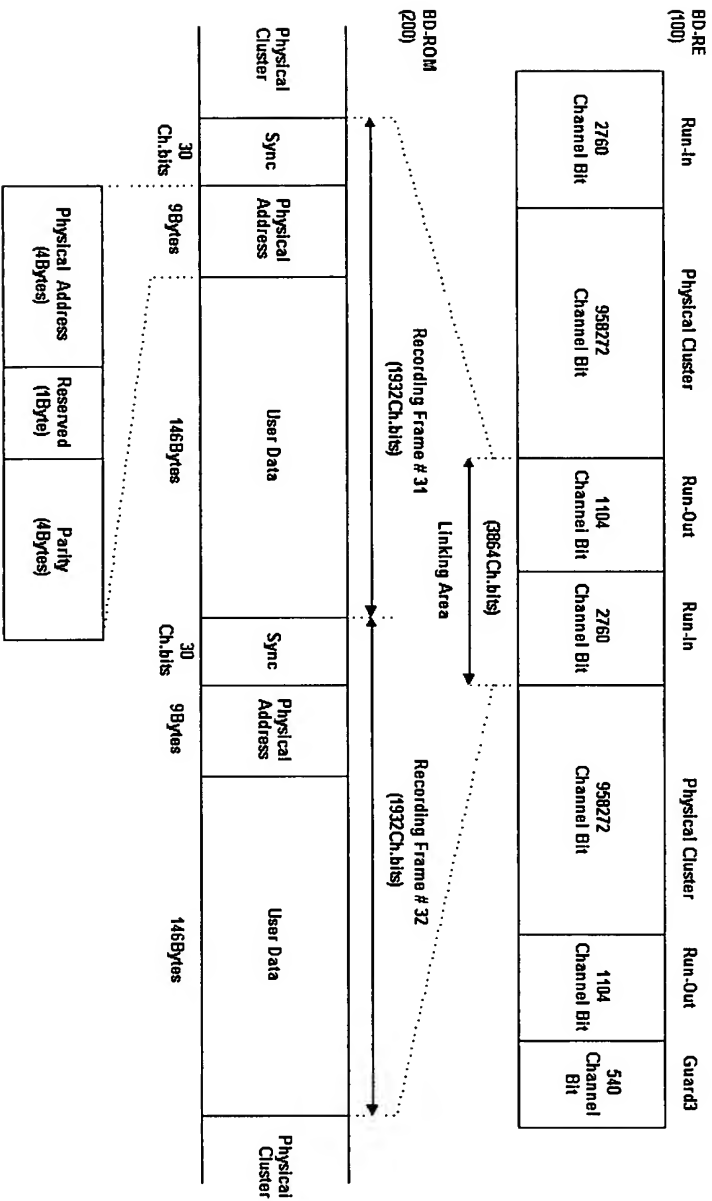 BD-RE
(100)
Run-In
Physical Cluster
Run-Out
Run-In
Physical Cluster
Run-Out
Guard3
2760
Channel Bit
958272
Channel Bit
1104
Channel Bit
2760
Channel Bit
958272
Channel Bit
1104
Channel Bit
540
Channel
Bit
(3864Ch.bits)
Linking Area
BD-ROM
(200)
Recording Frame # 31
(1932Ch.bits)
Recording Frame # 32
(1932Ch.bits)
Physical
Cluster
Sync
Physical
Address
User Data
Sync
Physical
Address
User Data
Physical
Cluster
30
Ch.bits
9Bytes
146Bytes
30
Ch.bits
9Bytes
146Bytes
Physical Address
(4Bytes)
Reserved
(1Byte)
Parity
(4Bytes)